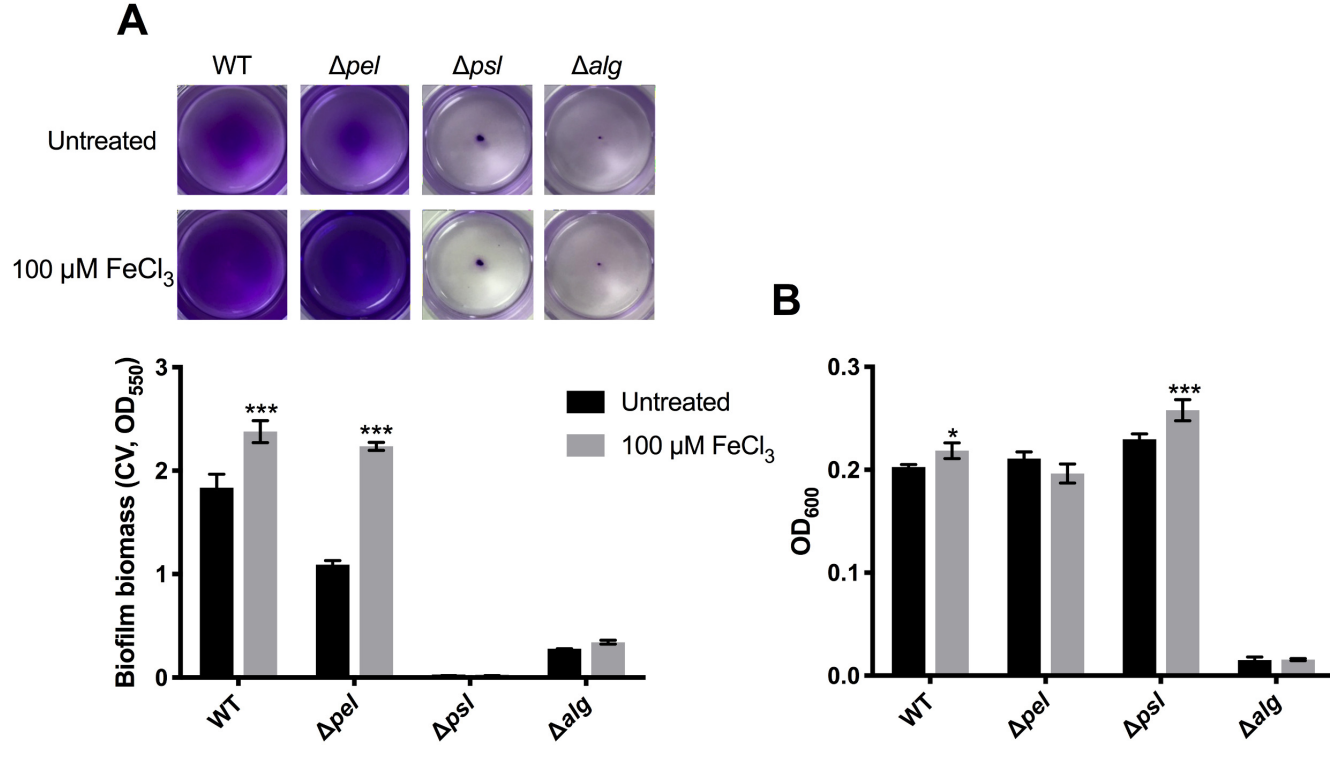 A
WT Δpel Δpsl Δalg
Untreated
100 µM FeCl3
B
Biofilm biomass (CV, OD550)
3
2
1
0
*** ***
WT Δpel Δpsl Δalg
Untreated
100 µM FeCl3
OD600
0.3
0.2
0.1
0.0
* ***
WT Δpel Δpsl Δalg